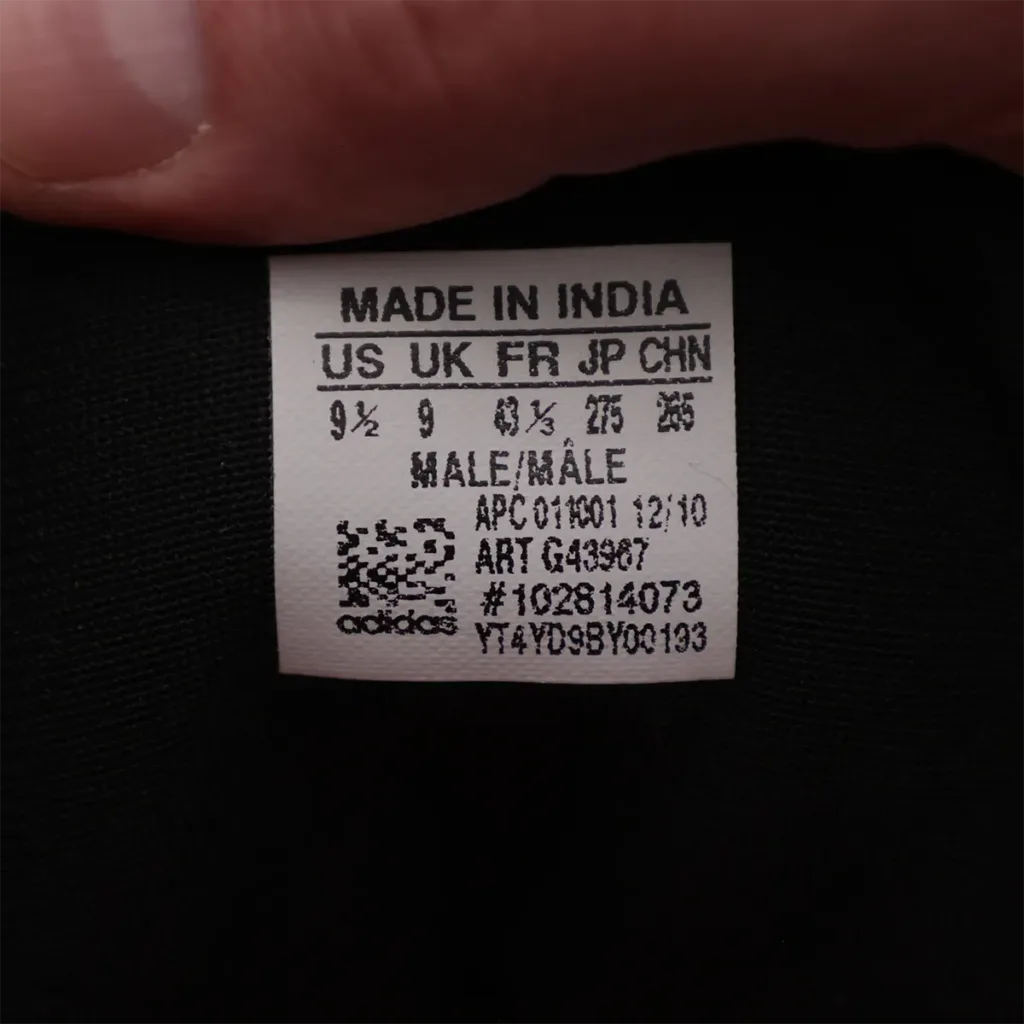 MADE IN INDIA
US UK FR JP CHN
9½ 9 43⅓ 275 265
MALE/MÂLE
APC 011001 12/10
ART G43967
#102814073
YT4YD9BY00193
adidas